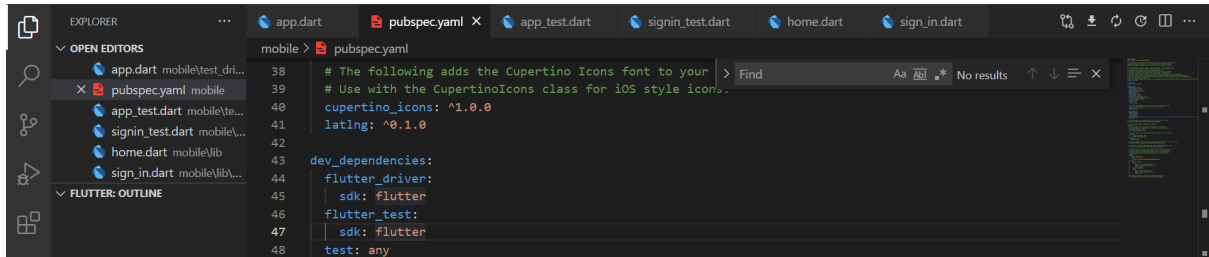 EXPLORER ...
app.dart
pubspec.yaml
app_test.dart
signin_test.dart
home.dart
sign_in.dart
OPEN EDITORS
app.dart mobile\test_dri...
pubspec.yaml mobile
app_test.dart mobile\te...
signin_test.dart mobile\...
home.dart mobile\lib
sign_in.dart mobile\lib\...
FLUTTER: OUTLINE
mobile > pubspec.yaml
Find Aa Abl .* No results
38 # The following adds the Cupertino Icons font to your
39 # Use with the CupertinoIcons class for iOS style icons.
40 cupertino_icons: ^1.0.0
41 latlng: ^0.1.0
42
43 dev_dependencies:
44 flutter_driver:
45 sdk: flutter
46 flutter_test:
47 sdk: flutter
48 test: any